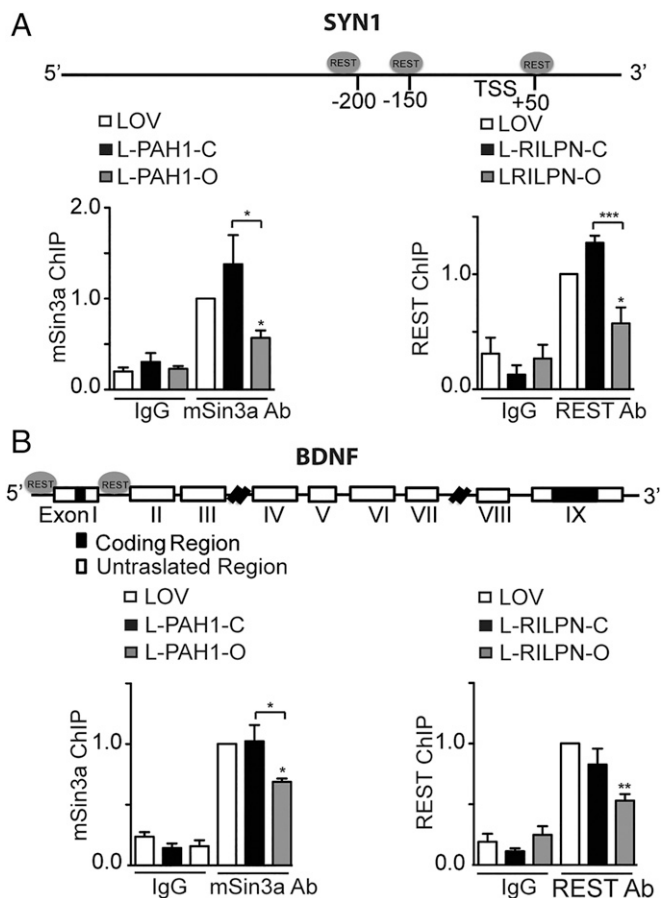 A
SYN1
REST REST REST
5' 3'
-200 -150 TSS +50
LOV
L-PAH1-C
L-PAH1-O
2.0
1.0
0.0
mSin3a ChIP
*
*
IgG mSin3a Ab
LOV
L-RILPN-C
LRILPN-O
1.0
0.0
REST ChIP
***
*
IgG REST Ab
B
BDNF
REST REST
5' 3'
Exon I II III IV V VI VII VIII IX
Coding Region
Untraslated Region
LOV
L-PAH1-C
L-PAH1-O
1.0
0.0
mSin3a ChIP
*
*
IgG mSin3a Ab
LOV
L-RILPN-C
L-RILPN-O
1.0
0.0
REST ChIP
**
IgG REST Ab